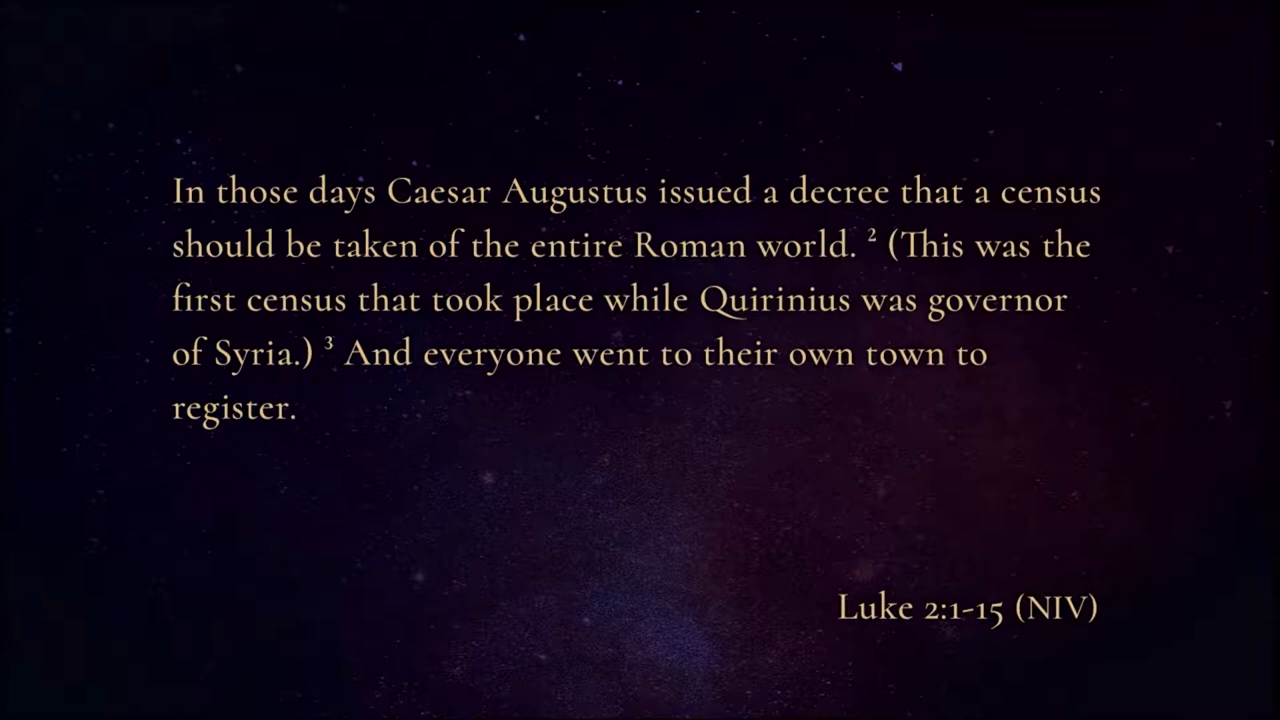 In those days Caesar Augustus issued a decree that a census
should be taken of the entire Roman world. ² (This was the
first census that took place while Quirinius was governor
of Syria.) ³ And everyone went to their own town to
register.
Luke 2:1-15 (NIV)